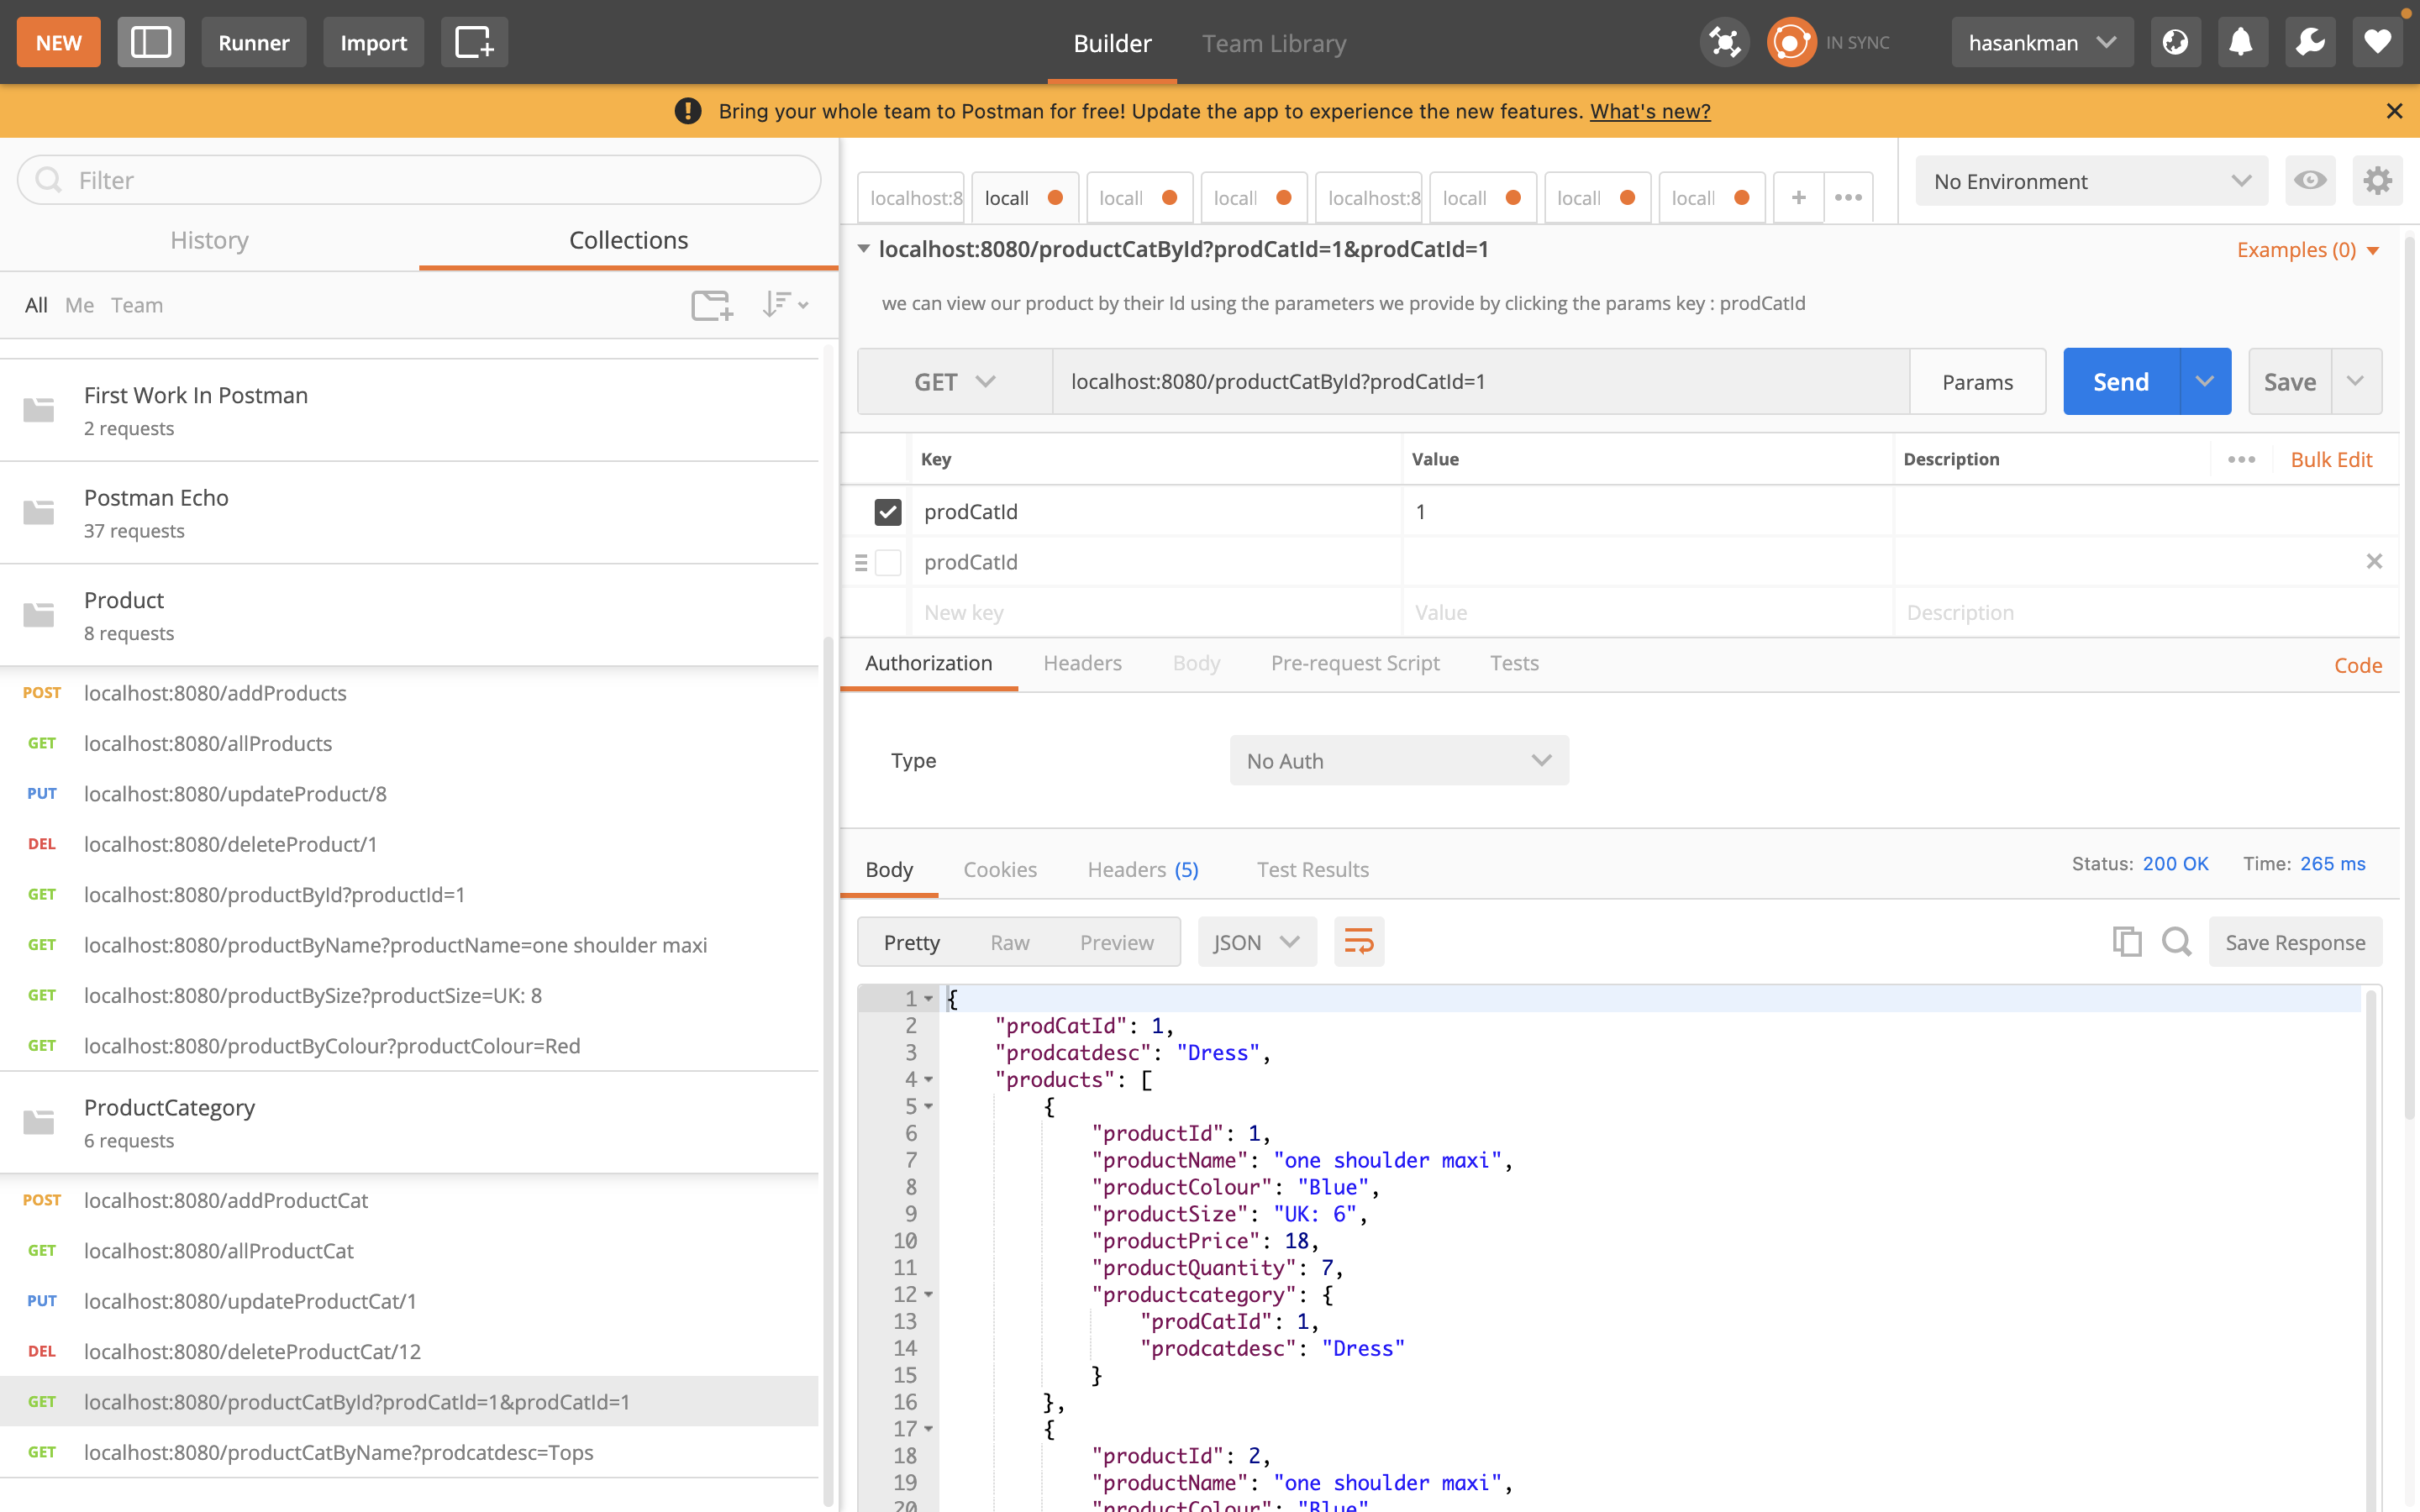 NEW
Runner
Import
Builder
Team Library
IN SYNC
hasankman
Bring your whole team to Postman for free! Update the app to experience the new features. What's new?
Filter
History
Collections
All Me Team
First Work In Postman
2 requests
Postman Echo
37 requests
Product
8 requests
POST localhost:8080/addProducts
GET localhost:8080/allProducts
PUT localhost:8080/updateProduct/8
DEL localhost:8080/deleteProduct/1
GET localhost:8080/productById?productId=1
GET localhost:8080/productByName?productName=one shoulder maxi
GET localhost:8080/productBySize?productSize=UK: 8
GET localhost:8080/productByColour?productColour=Red
ProductCategory
6 requests
POST localhost:8080/addProductCat
GET localhost:8080/allProductCat
PUT localhost:8080/updateProductCat/1
DEL localhost:8080/deleteProductCat/12
GET localhost:8080/productCatById?prodCatId=1&prodCatId=1
GET localhost:8080/productCatByName?prodcatdesc=Tops
localhost:8 locall locall locall localhost:8 locall locall locall + •••
No Environment
localhost:8080/productCatById?prodCatId=1&prodCatId=1
Examples (0)
we can view our product by their Id using the parameters we provide by clicking the params key : prodCatId
GET localhost:8080/productCatById?prodCatId=1 Params Send Save
Key Value Description ••• Bulk Edit
prodCatId 1
prodCatId
New key Value Description
Authorization Headers Body Pre-request Script Tests Code
Type No Auth
Body Cookies Headers (5) Test Results Status: 200 OK Time: 265 ms
Pretty Raw Preview JSON Save Response
1 {
2 "prodCatId": 1,
3 "prodcatdesc": "Dress",
4 "products": [
5 {
6 "productId": 1,
7 "productName": "one shoulder maxi",
8 "productColour": "Blue",
9 "productSize": "UK: 6",
10 "productPrice": 18,
11 "productQuantity": 7,
12 "productcategory": {
13 "prodCatId": 1,
14 "prodcatdesc": "Dress"
15 }
16 },
17 {
18 "productId": 2,
19 "productName": "one shoulder maxi",
20 "productColour": "Blue",